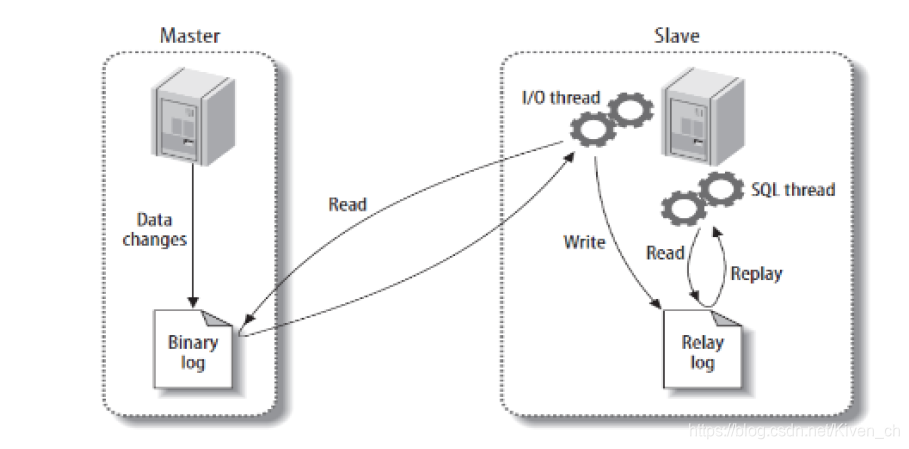 Master
Slave
I/O thread
SQL thread
Read
Data
changes
Write
Read
Replay
Binary
log
Relay
log
https://blog.csdn.net/Kiven_ch